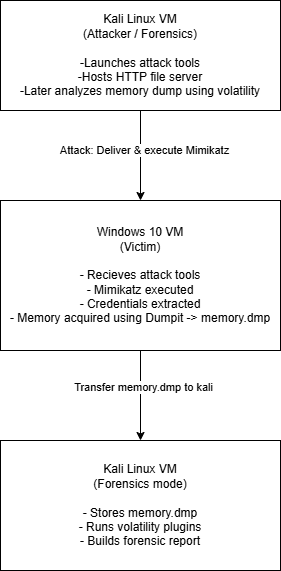 Kali Linux VM
(Attacker / Forensics)
-Launches attack tools
-Hosts HTTP file server
-Later analyzes memory dump using volatility
Attack: Deliver & execute Mimikatz
Windows 10 VM
(Victim)
- Recieves attack tools
- Mimikatz executed
- Credentials extracted
- Memory acquired using Dumpit -> memory.dmp
Transfer memory.dmp to kali
Kali Linux VM
(Forensics mode)
- Stores memory.dmp
- Runs volatility plugins
- Builds forensic report